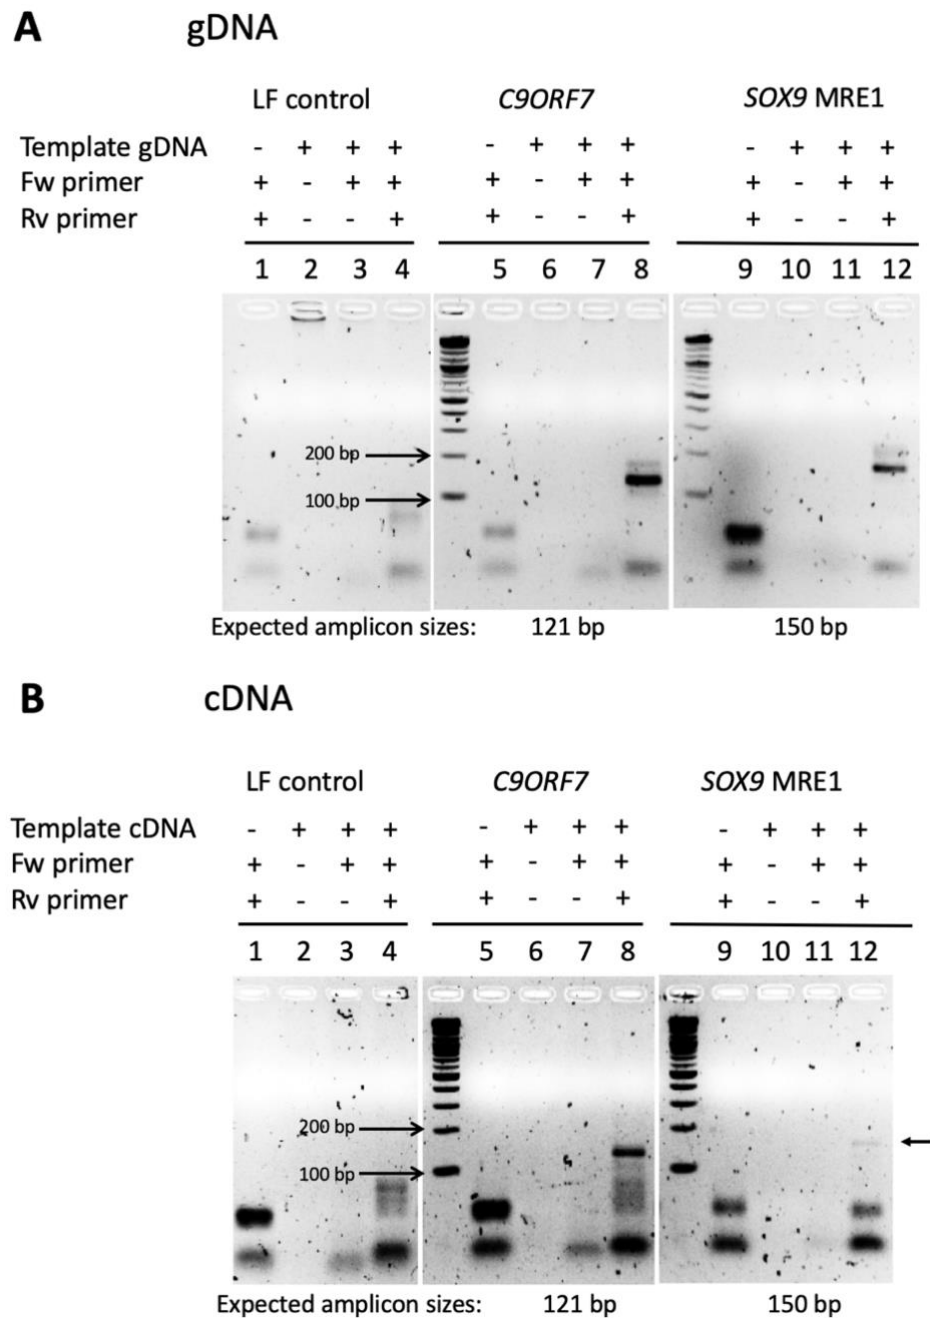 A gDNA
LF control C9ORF7 SOX9 MRE1
Template gDNA - + + + - + + + - + + +
Fw primer + - + + + - + + + - + +
Rv primer + - - + + - - + + - - +
1 2 3 4 5 6 7 8 9 10 11 12
200 bp
100 bp
Expected amplicon sizes: 121 bp 150 bp
B cDNA
LF control C9ORF7 SOX9 MRE1
Template cDNA - + + + - + + + - + + +
Fw primer + - + + + - + + + - + +
Rv primer + - - + + - - + + - - +
1 2 3 4 5 6 7 8 9 10 11 12
200 bp
100 bp
Expected amplicon sizes: 121 bp 150 bp